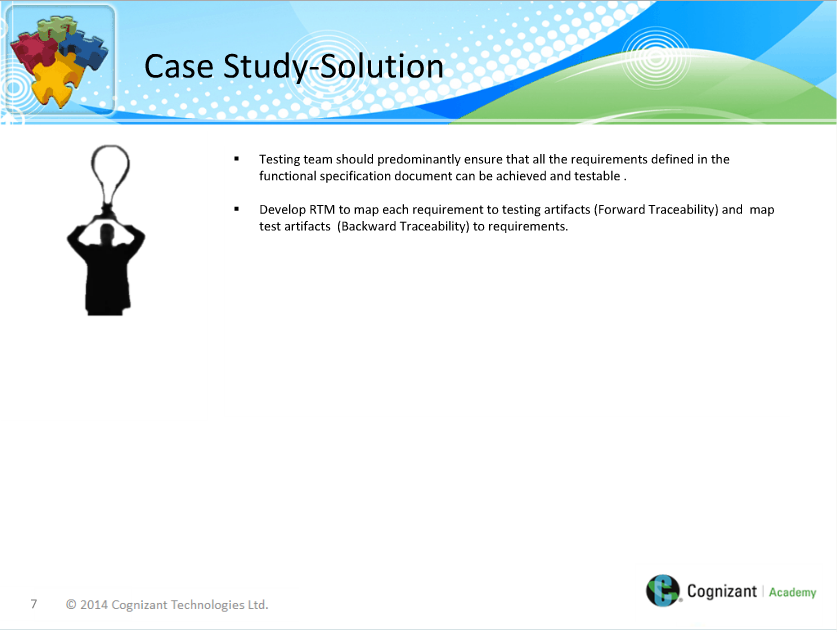 Case Study-Solution
▪ Testing team should predominantly ensure that all the requirements defined in the
functional specification document can be achieved and testable .
▪ Develop RTM to map each requirement to testing artifacts (Forward Traceability) and  map
test artifacts  (Backward Traceability) to requirements.
7 © 2014 Cognizant Technologies Ltd.
Cognizant | Academy